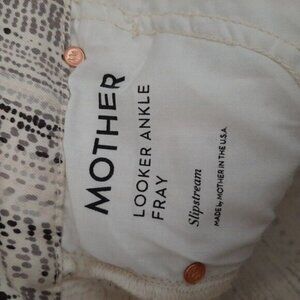 MOTHER
LOOKER ANKLE
FRAY
Slipstream
MADE by MOTHER IN THE U.S.A.